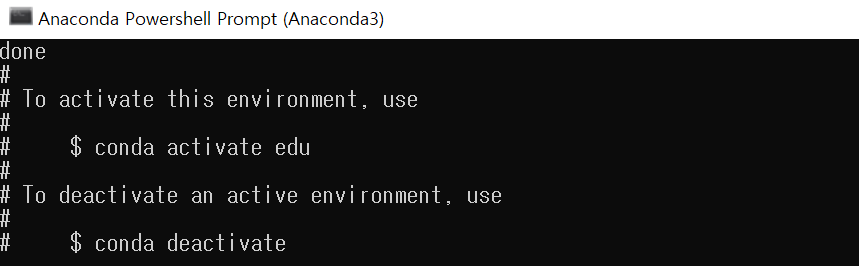 Anaconda Powershell Prompt (Anaconda3)
done
#
# To activate this environment, use
#
#     $ conda activate edu
#
# To deactivate an active environment, use
#
#     $ conda deactivate